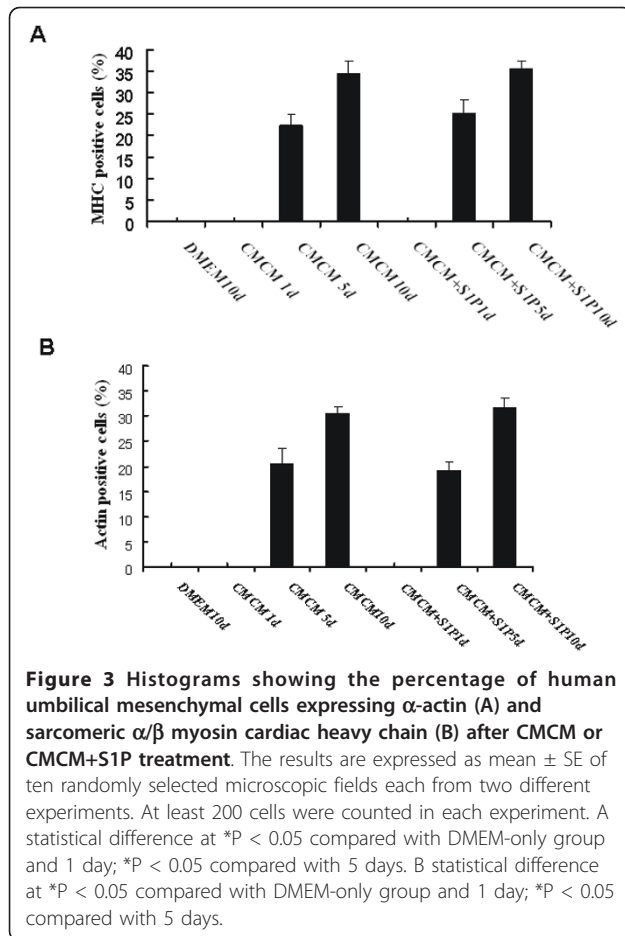 A
MHC positive cells (%)
40
35
30
25
20
15
10
5
0
DMEM10d
CMCM 1d
CMCM 5d
CMCM10d
CMCM+S1P1d
CMCM+S1P5d
CMCM+S1P10d
B
Actin positive cells (%)
40
35
30
25
20
15
10
5
0
DMEM10d
CMCM 1d
CMCM 5d
CMCM10d
CMCM+S1P1d
CMCM+S1P5d
CMCM+S1P10d
Figure 3 Histograms showing the percentage of human
umbilical mesenchymal cells expressing α-actin (A) and
sarcomeric α/β myosin cardiac heavy chain (B) after CMCM or
CMCM+S1P treatment. The results are expressed as mean ± SE of
ten randomly selected microscopic fields each from two different
experiments. At least 200 cells were counted in each experiment. A
statistical difference at *P < 0.05 compared with DMEM-only group
and 1 day; *P < 0.05 compared with 5 days. B statistical difference
at *P < 0.05 compared with DMEM-only group and 1 day; *P < 0.05
compared with 5 days.